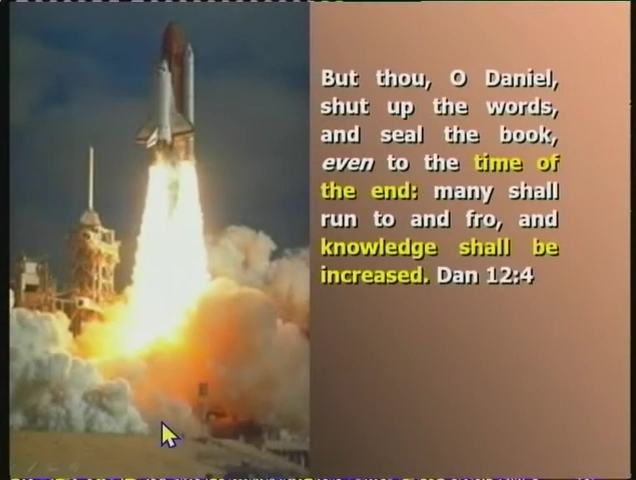 But thou, O Daniel,
shut up the words,
and seal the book,
even to the time of
the end: many shall
run to and fro, and
knowledge shall be
increased. Dan 12:4